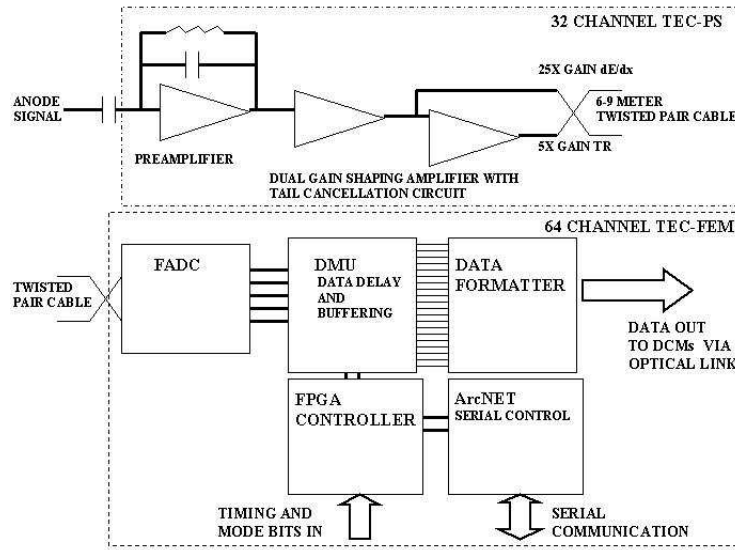 32 CHANNEL TEC-PS
25X GAIN dE/dx
ANODE
SIGNAL
6-9 METER
TWISTED PAIR CABLE
PREAMPLIFIER
5X GAIN TR
DUAL GAIN SHAPING AMPLIFIER WITH
TAIL CANCELLATION CIRCUIT
64 CHANNEL TEC-FEM
FADC
DMU
DATA DELAY
AND
BUFFERING
DATA
FORMATTER
TWISTED
PAIR CABLE
DATA OUT
TO DCMs VIA
OPTICAL LINK
FPGA
CONTROLLER
ArcNET
SERIAL CONTROL
TIMING AND
MODE BITS IN
SERIAL
COMMUNICATION